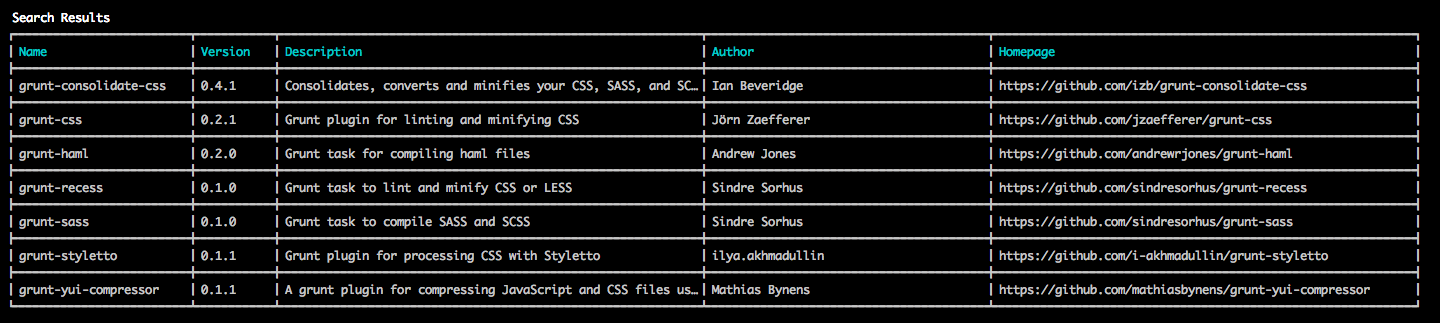 Search Results
Name Version Description Author Homepage
grunt-consolidate-css 0.4.1 Consolidates, converts and minifies your CSS, SASS, and SC… Ian Beveridge https://github.com/izb/grunt-consolidate-css
grunt-css 0.2.1 Grunt plugin for linting and minifying CSS Jörn Zaefferer https://github.com/jzaefferer/grunt-css
grunt-haml 0.2.0 Grunt task for compiling haml files Andrew Jones https://github.com/andrewrjones/grunt-haml
grunt-recess 0.1.0 Grunt task to lint and minify CSS or LESS Sindre Sorhus https://github.com/sindresorhus/grunt-recess
grunt-sass 0.1.0 Grunt task to compile SASS and SCSS Sindre Sorhus https://github.com/sindresorhus/grunt-sass
grunt-styletto 0.1.1 Grunt plugin for processing CSS with Styletto ilya.akhmadullin https://github.com/i-akhmadullin/grunt-styletto
grunt-yui-compressor 0.1.1 A grunt plugin for compressing JavaScript and CSS files us… Mathias Bynens https://github.com/mathiasbynens/grunt-yui-compressor